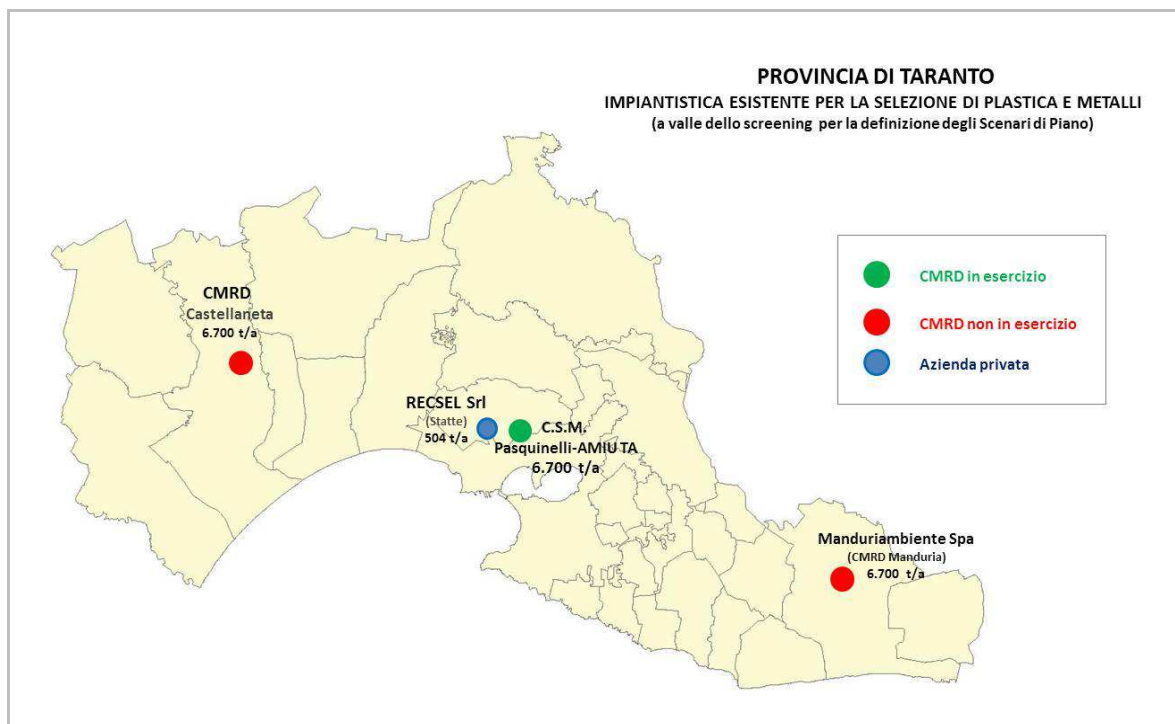 PROVINCIA DI TARANTO
IMPIANTISTICA ESISTENTE PER LA SELEZIONE DI PLASTICA E METALLI
(a valle dello screening per la definizione degli Scenari di Piano)
CMRD in esercizio
CMRD non in esercizio
Azienda privata
CMRD
Castellaneta
6.700 t/a
RECSEL Srl
(Statte)
504 t/a
C.S.M.
Pasquinelli-AMIU TA
6.700 t/a
Manduriambiente Spa
(CMRD Manduria)
6.700 t/a